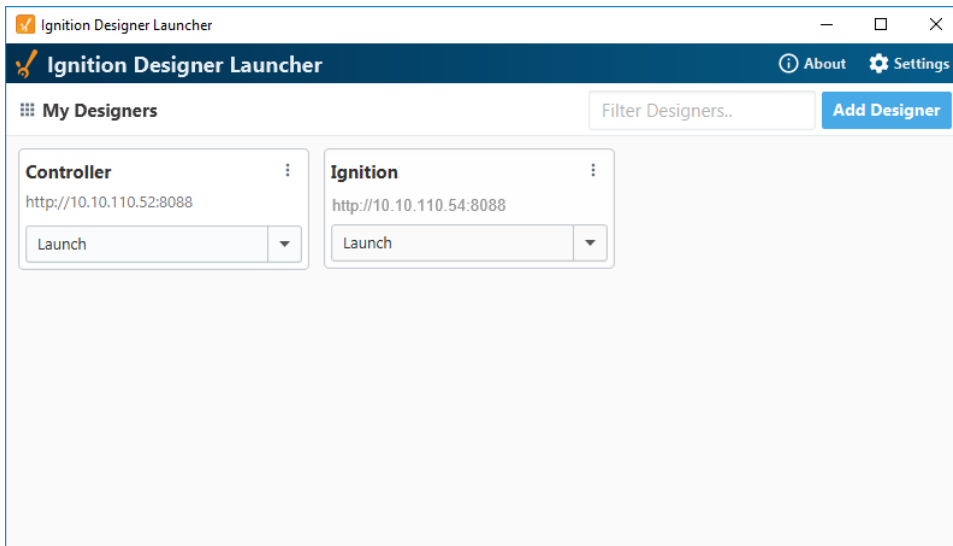 Ignition Designer Launcher
Ignition Designer Launcher
About
Settings
My Designers
Filter Designers..
Add Designer
Controller
http://10.10.110.52:8088
Launch
Ignition
http://10.10.110.54:8088
Launch